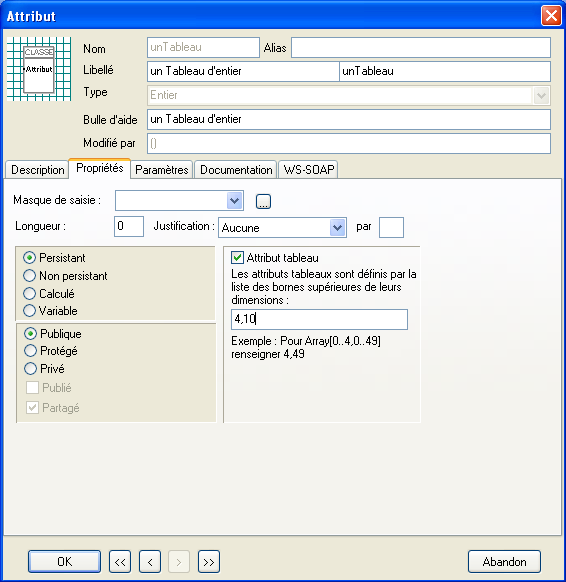 Attribut
CLASSE
Attribut
Nom unTableau Alias
Libellé un Tableau d'entier unTableau
Type Entier
Bulle d'aide un Tableau d'entier
Modifié par ()
Description Propriétés Paramètres Documentation WS-SOAP
Masque de saisie : ...
Longueur : 0 Justification : Aucune par
Persistant
Non persistant
Calculé
Variable
Publique
Protégé
Privé
Publié
Partagé
Attribut tableau
Les attributs tableaux sont définis par la
liste des bornes supérieures de leurs
dimensions :
4,10
Exemple : Pour Array[0..4,0..49]
renseigner 4,49
OK << < > >> Abandon